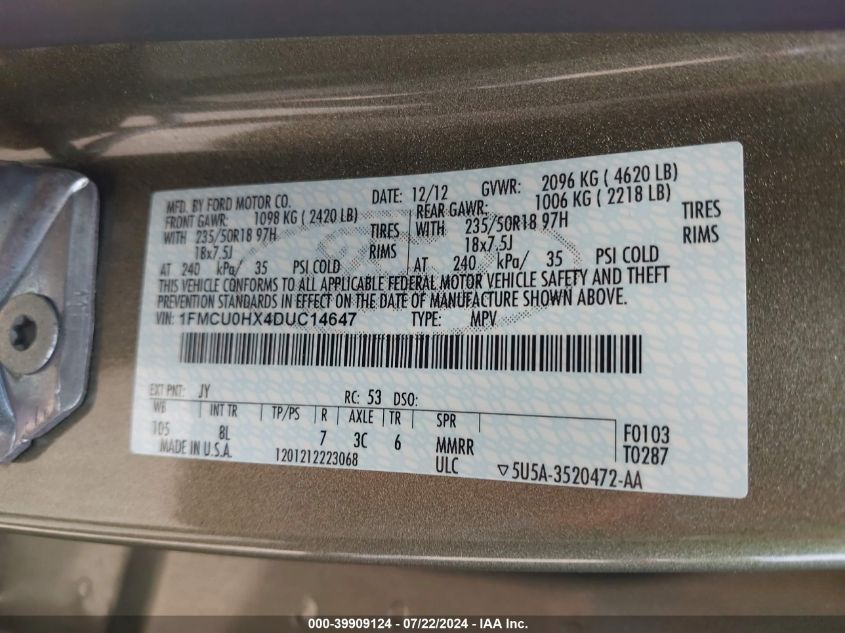 MFD. BY FORD MOTOR CO. DATE: 12/12 GVWR: 2096 KG ( 4620 LB)
FRONT GAWR: 1098 KG ( 2420 LB) REAR GAWR: 1006 KG ( 2218 LB)
WITH 235/50R18 97H TIRES WITH 235/50R18 97H TIRES
18x7.5J RIMS 18x7.5J RIMS
AT 240 kPa/ 35 PSI COLD AT 240 kPa/ 35 PSI COLD
THIS VEHICLE CONFORMS TO ALL APPLICABLE FEDERAL MOTOR VEHICLE SAFETY AND THEFT
PREVENTION STANDARDS IN EFFECT ON THE DATE OF MANUFACTURE SHOWN ABOVE.
VIN: 1FMCU0HX4DUC14647 TYPE: MPV
EXT PNT: JY RC: 53 DSO:
WB INT TR TP/PS R AXLE TR SPR
105 8L 7 3C 6 MMRR F0103
MADE IN U.S.A. 1201212223068 ULC T0287
▽5U5A-3520472-AA
000-39909124 - 07/22/2024 - IAA Inc.